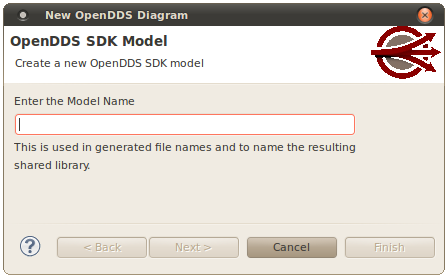 New OpenDDS Diagram
OpenDDS SDK Model
Create a new OpenDDS SDK model
Enter the Model Name
This is used in generated file names and to name the resulting
shared library.
? < Back Next > Cancel Finish